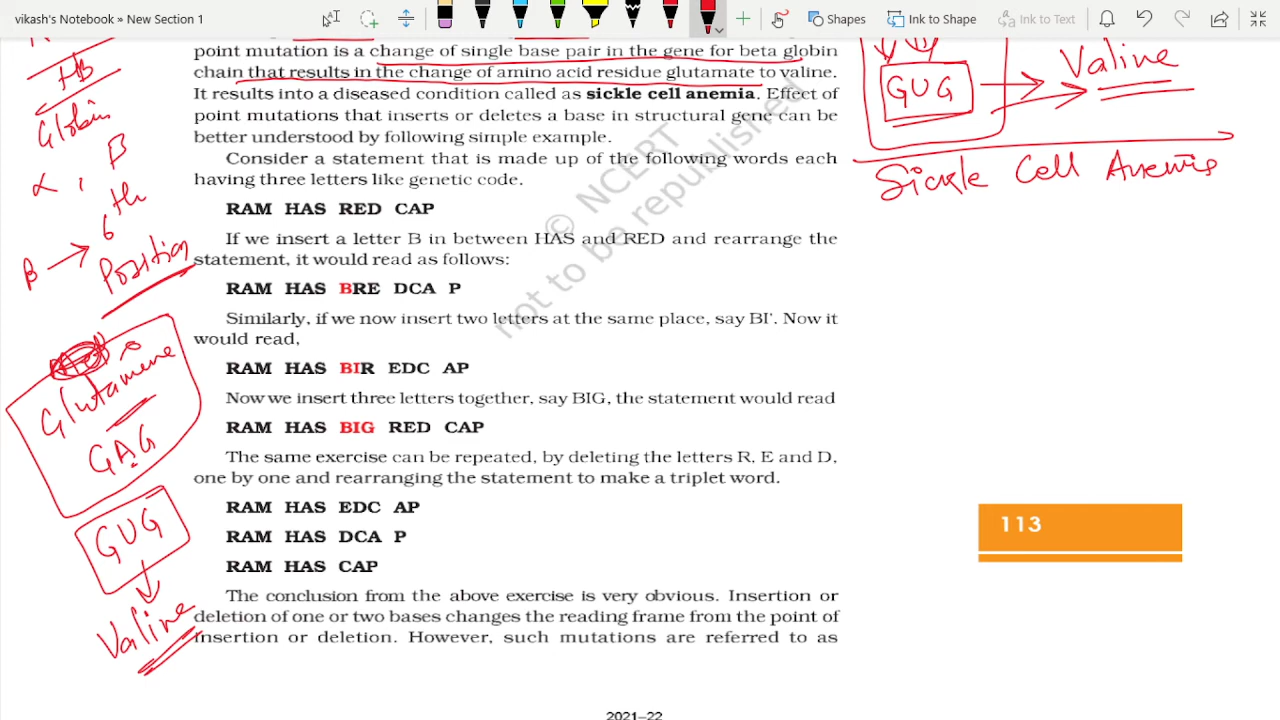 vikash's Notebook » New Section 1
Shapes
Ink to Shape
Ink to Text
HB
Globin
α , β
6th
β → Position
Glutamine
GAG
GUG
Valine
point mutation is a change of single base pair in the gene for beta globin
chain that results in the change of amino acid residue glutamate to valine.
It results into a diseased condition called as sickle cell anemia. Effect of
point mutations that inserts or deletes a base in structural gene can be
better understood by following simple example.
Consider a statement that is made up of the following words each
having three letters like genetic code.
RAM HAS RED CAP
If we insert a letter B in between HAS and RED and rearrange the
statement, it would read as follows:
RAM HAS BRE DCA P
Similarly, if we now insert two letters at the same place, say BI'. Now it
would read,
RAM HAS BIR EDC AP
Now we insert three letters together, say BIG, the statement would read
RAM HAS BIG RED CAP
The same exercise can be repeated, by deleting the letters R, E and D,
one by one and rearranging the statement to make a triplet word.
RAM HAS EDC AP
RAM HAS DCA P
RAM HAS CAP
The conclusion from the above exercise is very obvious. Insertion or
deletion of one or two bases changes the reading frame from the point of
insertion or deletion. However, such mutations are referred to as
© NCERT
not to be republished
GUG → Valine
Sickle Cell Anemia
113
2021–22